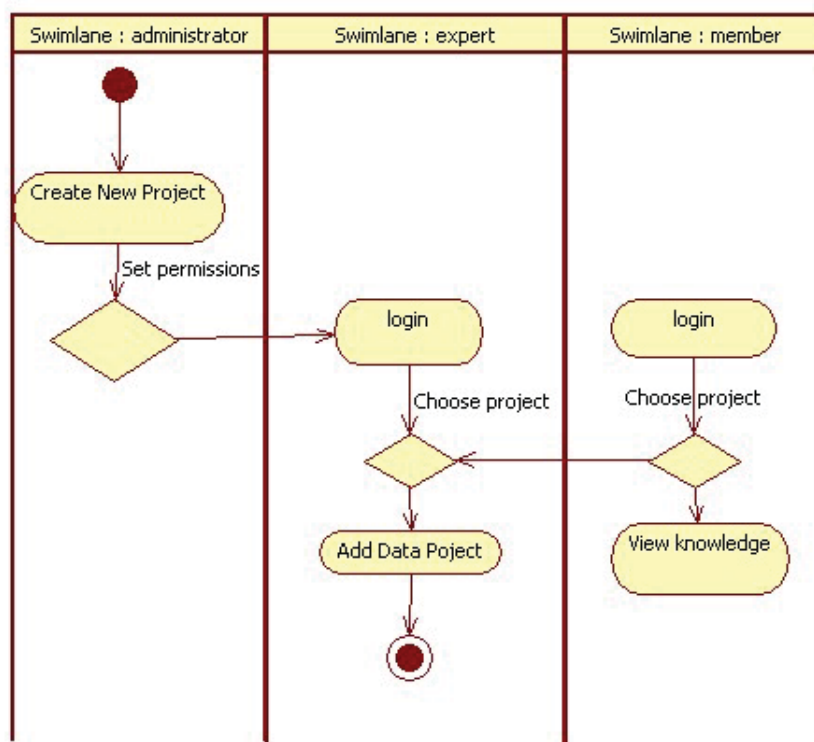 Swimlane : administrator
Swimlane : expert
Swimlane : member
Create New Project
Set permissions
login
login
Choose project
Choose project
Add Data Poject
View knowledge